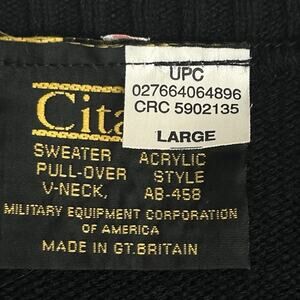 UPC
027664064896
CRC 5902135
LARGE
Cita
SWEATER ACRYLIC
PULL-OVER STYLE
V-NECK, AB-458
MILITARY EQUIPMENT CORPORATION
OF AMERICA
MADE IN GT.BRITAIN